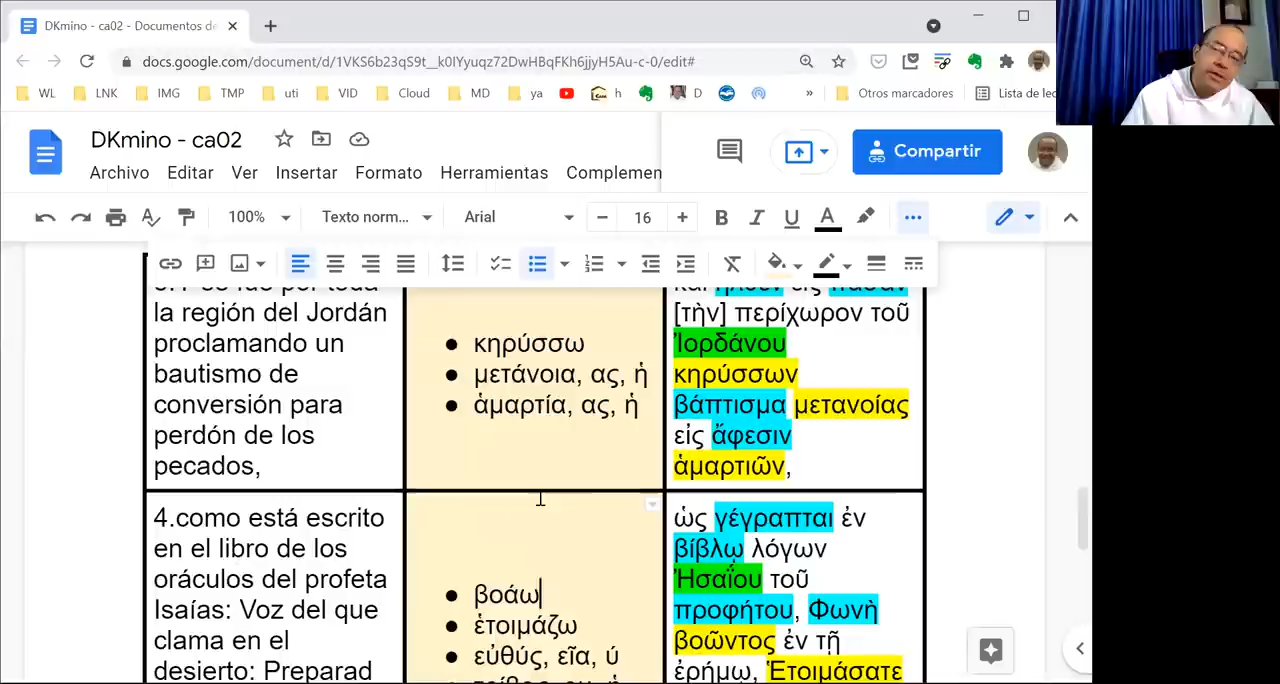 DKmino - ca02 - Documentos de
docs.google.com/document/d/1VKS6b23qS9t__k0IYyuqz72DwHBqFKh6jjyH5Au-c-0/edit#
WL LNK IMG TMP uti VID Cloud MD ya h D » Otros marcadores Lista de lec
DKmino - ca02
Archivo Editar Ver Insertar Formato Herramientas Complemen
Compartir
100% Texto norm... Arial 16 B I U A
la región del Jordán
proclamando un
bautismo de
conversión para
perdón de los
pecados,
κηρύσσω
μετάνοια, ας, ἡ
ἁμαρτία, ας, ἡ
[τὴν] περίχωρον τοῦ
Ἰορδάνου
κηρύσσων
βάπτισμα μετανοίας
εἰς ἄφεσιν
ἁμαρτιῶν,
4.como está escrito
en el libro de los
oráculos del profeta
Isaías: Voz del que
clama en el
desierto: Preparad
βοάω
ἑτοιμάζω
εὐθύς, εῖα, ύ
ὡς γέγραπται ἐν
βίβλῳ λόγων
Ἠσαΐου τοῦ
προφήτου, Φωνὴ
βοῶντος ἐν τῇ
ἐρήμῳ, Ἑτοιμάσατε